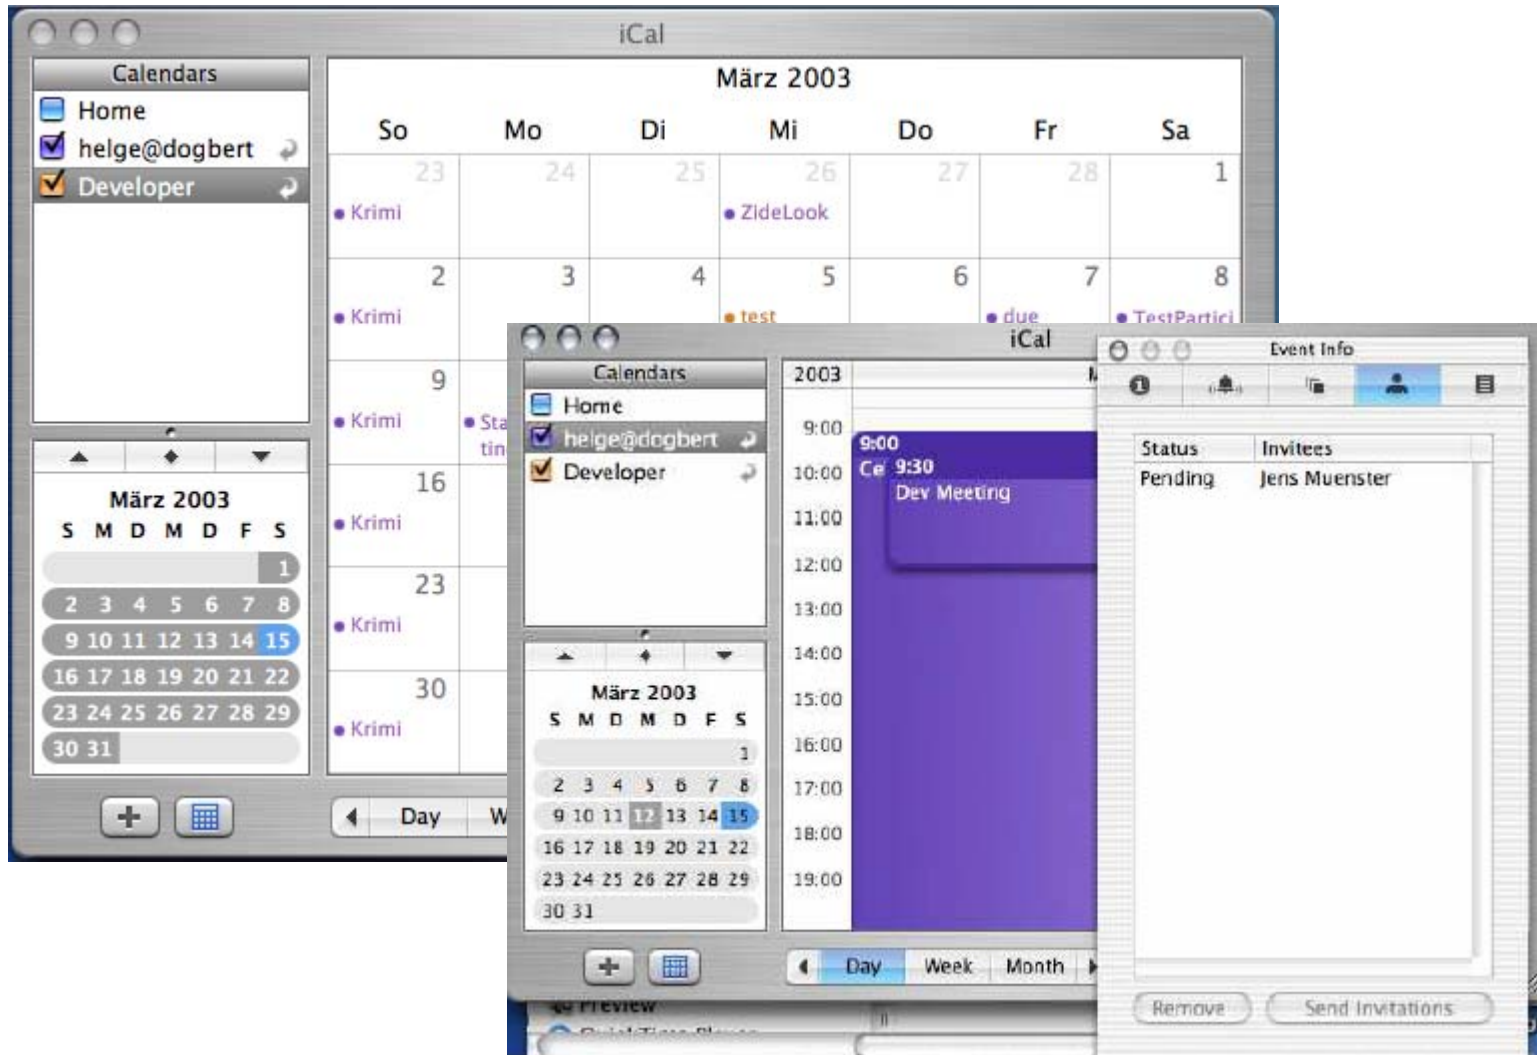 iCal
Calendars
Home
helge@dogbert
Developer
März 2003
So Mo Di Mi Do Fr Sa
23 24 25 26 27 28 1
• Krimi • ZideLook
2 3 4 5 6 7 8
• Krimi • test • due • TestPartici
9
• Krimi • Sta
tin
16
• Krimi
23
• Krimi
30
• Krimi
März 2003
S M D M D F S
1
2 3 4 5 6 7 8
9 10 11 12 13 14 15
16 17 18 19 20 21 22
23 24 25 26 27 28 29
30 31
Day W
iCal
Calendars
Home
helge@dogbert
Developer
März 2003
S M D M D F S
1
2 3 4 5 6 7 8
9 10 11 12 13 14 15
16 17 18 19 20 21 22
23 24 25 26 27 28 29
30 31
2003 M
9:00
10:00
11:00
12:00
13:00
14:00
15:00
16:00
17:00
18:00
19:00
9:00
Ce 9:30
Dev Meeting
Day Week Month
Event Info
Status Invitees
Pending Jens Muenster
Remove Send Invitations
Preview